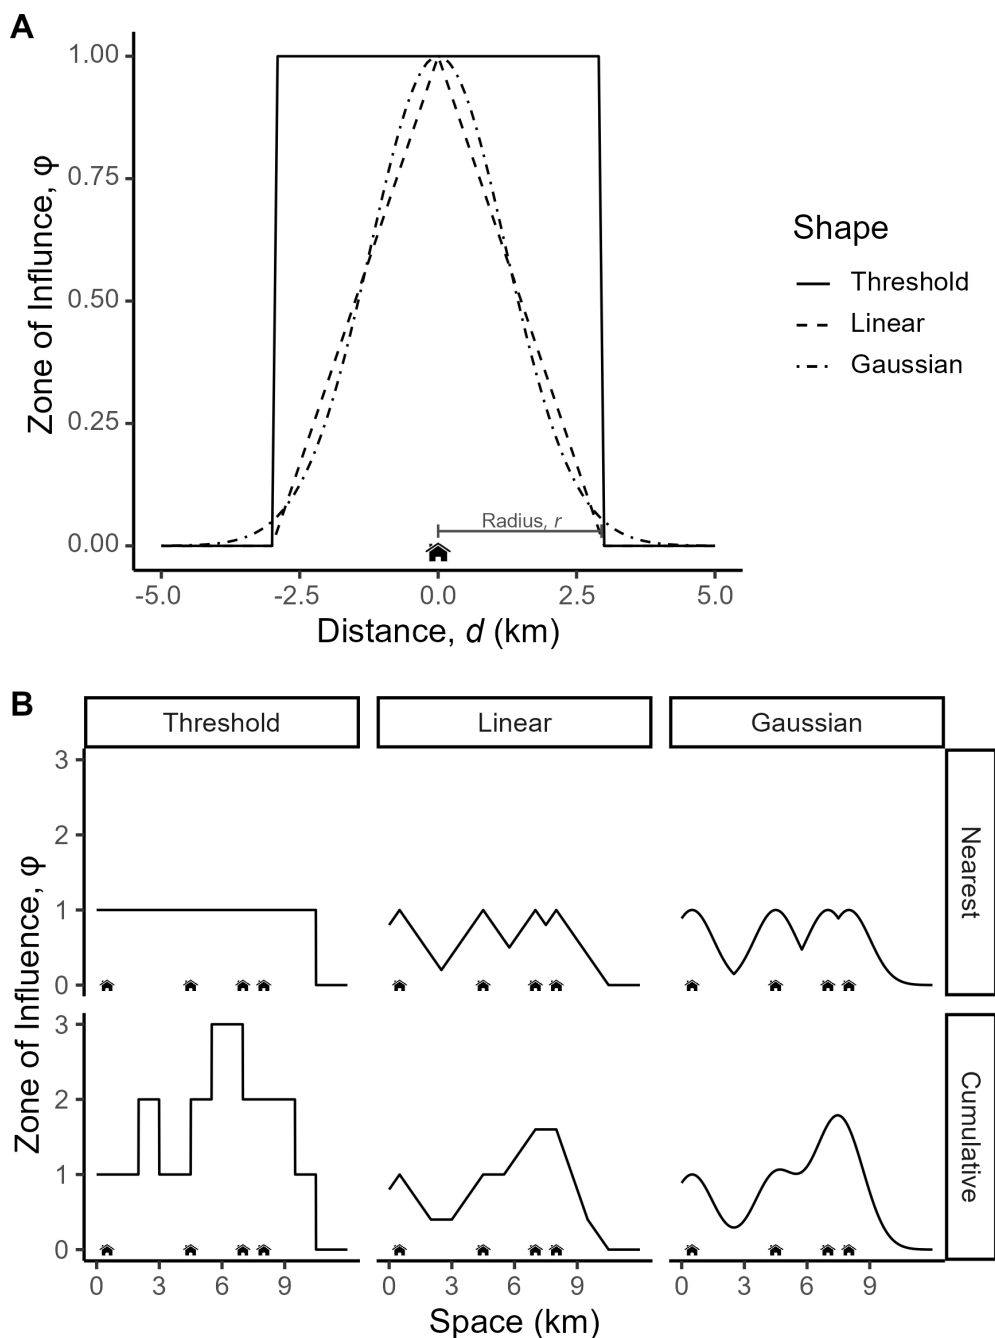 A
1.00
0.75
0.50
0.25
0.00
Zone of Influnce, φ
Radius, r
-5.0 -2.5 0.0 2.5 5.0
Distance, d (km)
Shape
Threshold
Linear
Gaussian
B
Threshold Linear Gaussian
3
2
1
0
Nearest
Zone of Influence, φ
3
2
1
0
Cumulative
0 3 6 9 0 3 6 9 0 3 6 9
Space (km)